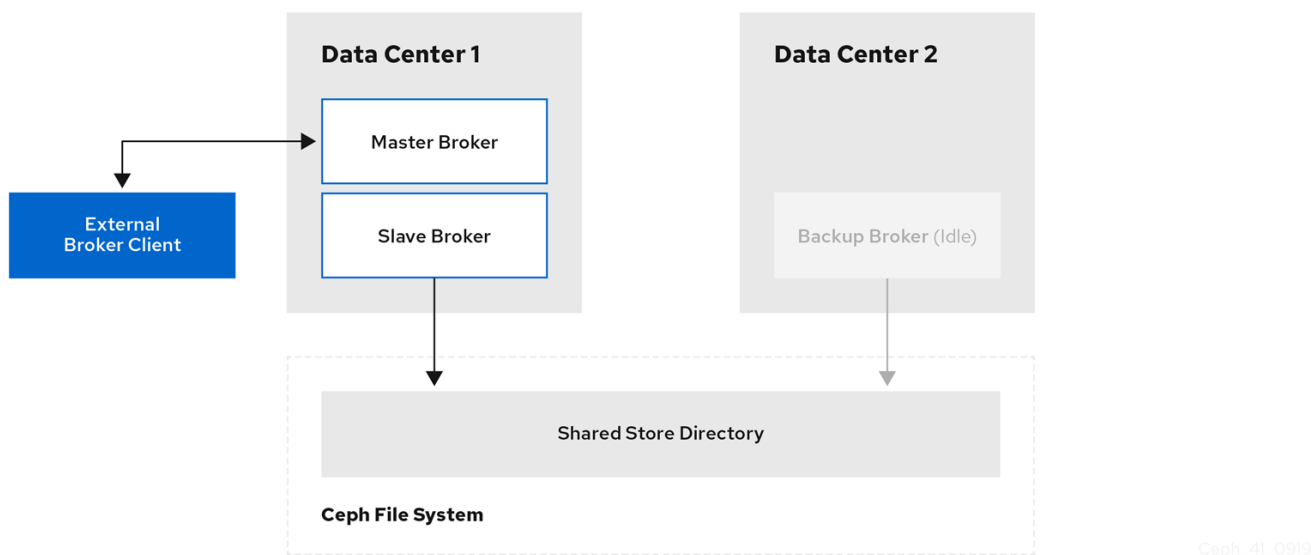 Data Center 1
Data Center 2
Master Broker
External
Broker Client
Slave Broker
Backup Broker (Idle)
Shared Store Directory
Ceph File System
Ceph_41_0919